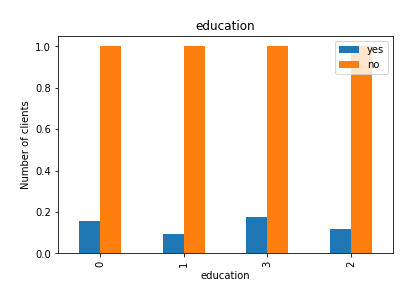 education
1.0
0.8
0.6
0.4
0.2
0.0
Number of clients
yes
no
0 1 3 2
education